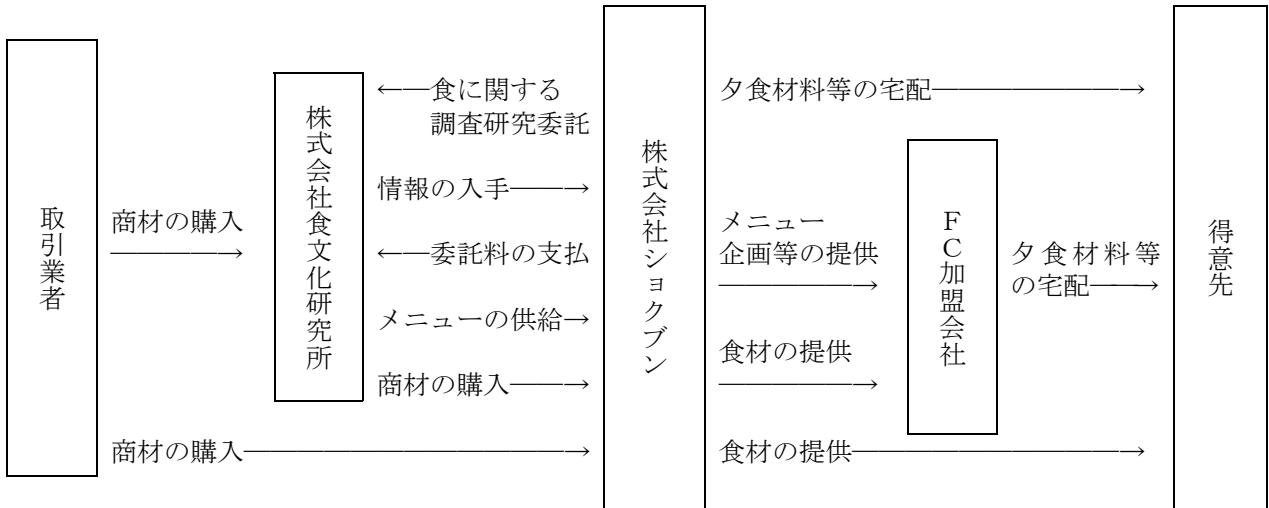 取引業者
商材の購入
————→
商材の購入—————————————→
株式会社食文化研究所
←—食に関する
調査研究委託
情報の入手——→
←—委託料の支払
メニューの供給→
商材の購入——→
株式会社ショクブン
夕食材料等の宅配———————→
メニュー
企画等の提供
——————→
食材の提供
——————→
食材の提供———————————→
FC加盟会社
夕食材料等
の宅配——→
得意先